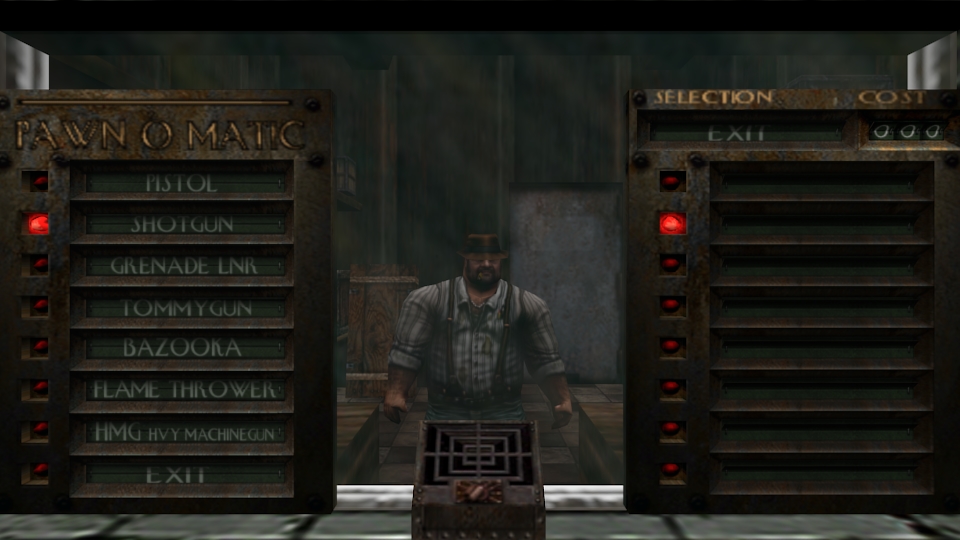 PAWN O MATIC
PISTOL
SHOTGUN
GRENADE LNR
TOMMYGUN
BAZOOKA
FLAME THROWER
HMG HVY MACHINEGUN
EXIT
SELECTION COST
EXIT 000